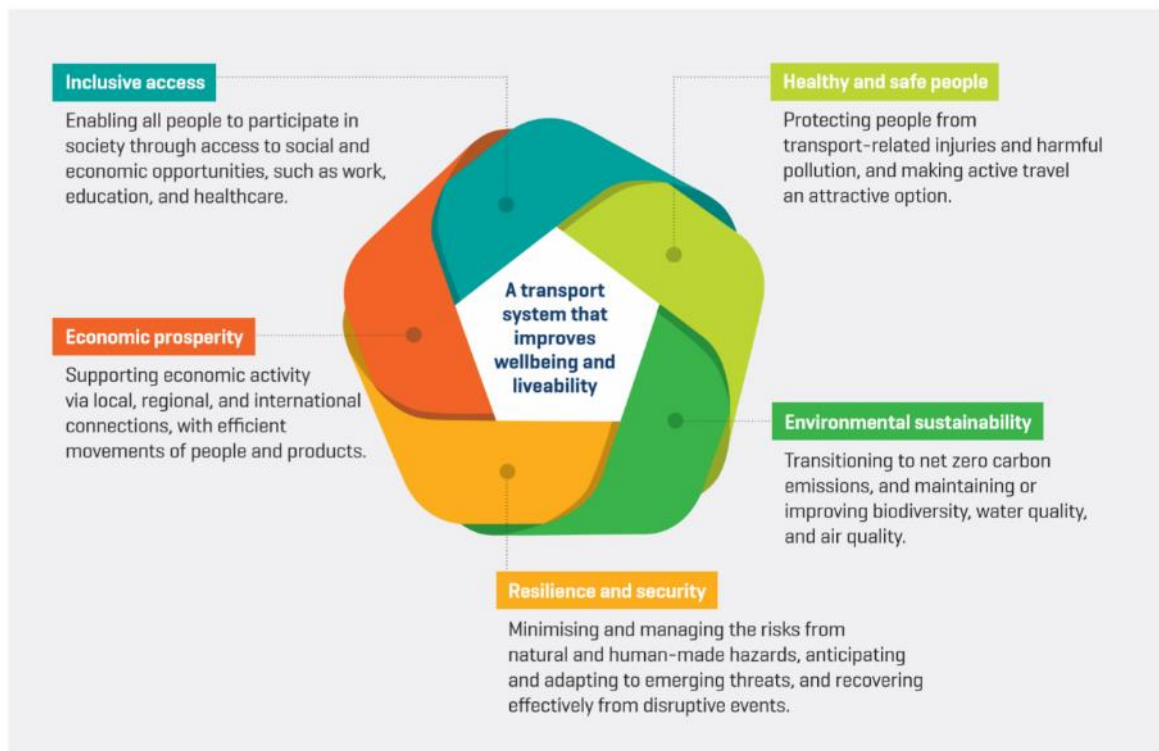 Inclusive access
Enabling all people to participate in
society through access to social and
economic opportunities, such as work,
education, and healthcare.
Healthy and safe people
Protecting people from
transport-related injuries and harmful
pollution, and making active travel
an attractive option.
A transport
system that
improves
wellbeing and
liveability
Economic prosperity
Supporting economic activity
via local, regional, and international
connections, with efficient
movements of people and products.
Environmental sustainability
Transitioning to net zero carbon
emissions, and maintaining or
improving biodiversity, water quality,
and air quality.
Resilience and security
Minimising and managing the risks from
natural and human-made hazards, anticipating
and adapting to emerging threats, and recovering
effectively from disruptive events.